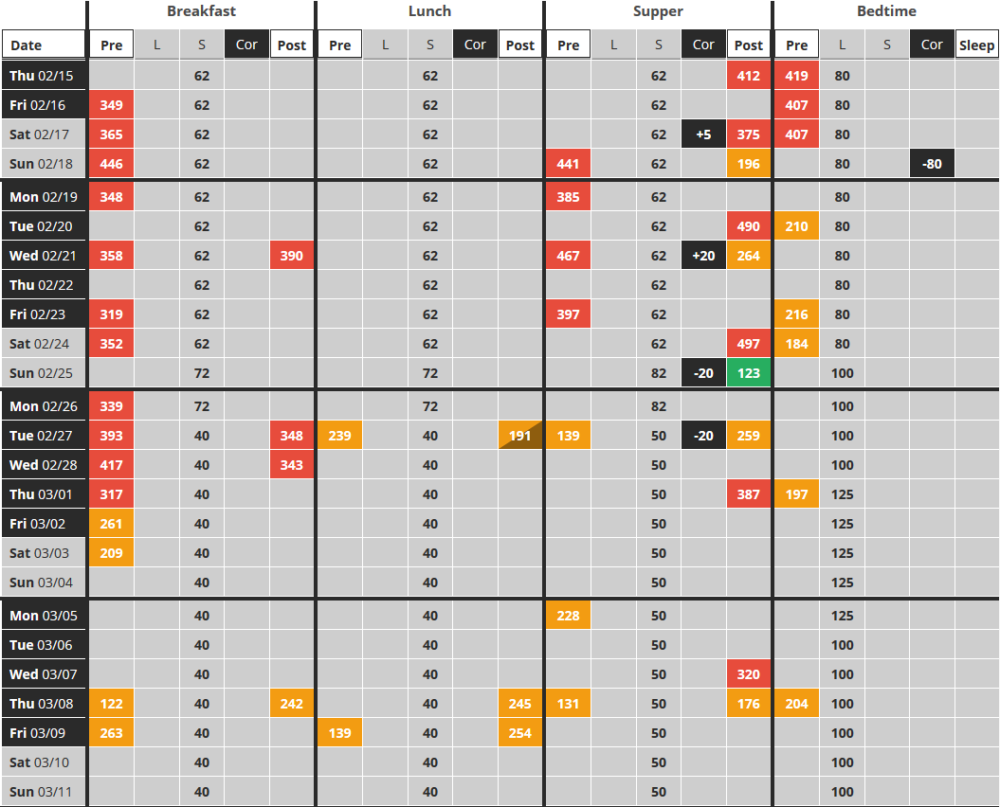 Breakfast Lunch Supper Bedtime
Date Pre L S Cor Post Pre L S Cor Post Pre L S Cor Post Pre L S Cor Sleep
Thu 02/15 62 62 62 412 419 80
Fri 02/16 349 62 62 62 407 80
Sat 02/17 365 62 62 62 +5 375 407 80
Sun 02/18 446 62 62 441 62 196 80 -80
Mon 02/19 348 62 62 385 62 80
Tue 02/20 62 62 62 490 210 80
Wed 02/21 358 62 390 62 467 62 +20 264 80
Thu 02/22 62 62 62 80
Fri 02/23 319 62 62 397 62 216 80
Sat 02/24 352 62 62 62 497 184 80
Sun 02/25 72 72 82 -20 123 100
Mon 02/26 339 72 72 82 100
Tue 02/27 393 40 348 239 40 191 139 50 -20 259 100
Wed 02/28 417 40 343 40 50 100
Thu 03/01 317 40 40 50 387 197 125
Fri 03/02 261 40 40 50 125
Sat 03/03 209 40 40 50 125
Sun 03/04 40 40 50 125
Mon 03/05 40 40 228 50 125
Tue 03/06 40 40 50 100
Wed 03/07 40 40 50 320 100
Thu 03/08 122 40 242 40 245 131 50 176 204 100
Fri 03/09 263 40 139 40 254 50 100
Sat 03/10 40 40 50 100
Sun 03/11 40 40 50 100